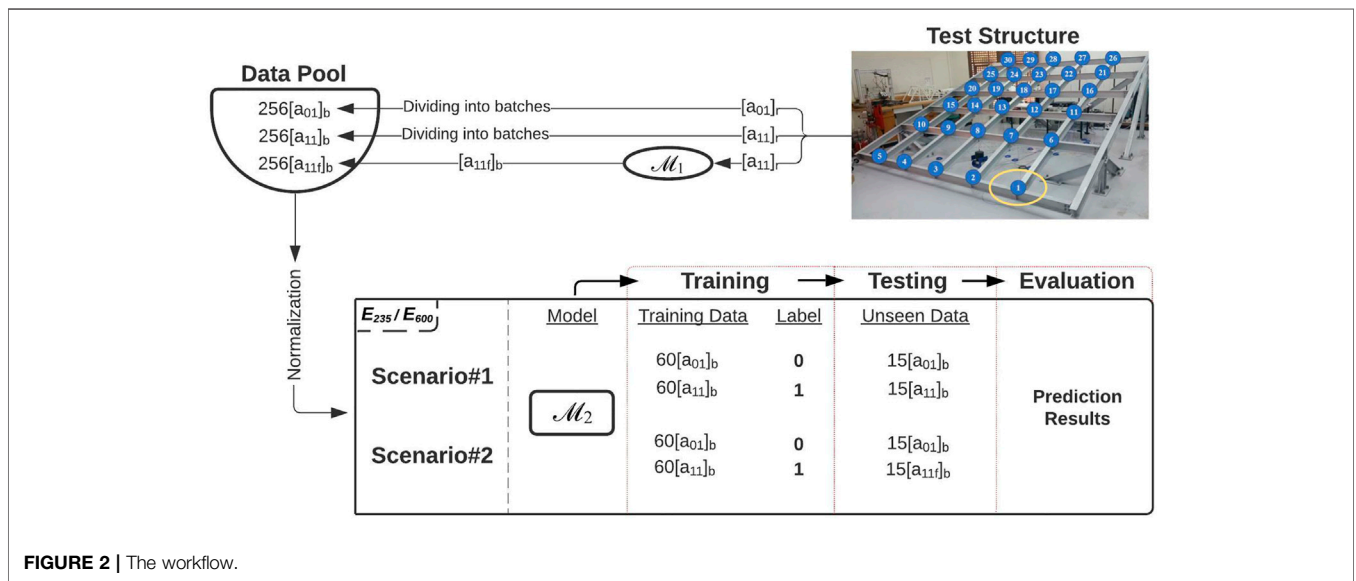 Test Structure
30 29 28 27 26
25 24 23 22 21
20 19 18 17 16
15 14 13 12 11
10 9 8 7 6
5 4 3 2 1
Data Pool
256[a01]b Dividing into batches [a01]
256[a11]b Dividing into batches [a11]
256[a11f]b [a11f]b ℳ1 [a11]
Normalization
Training Testing Evaluation
E235 / E600 Model Training Data Label Unseen Data
Scenario#1
60[a01]b 0 15[a01]b
60[a11]b 1 15[a11]b
ℳ2
Prediction
Results
Scenario#2
60[a01]b 0 15[a01]b
60[a11]b 1 15[a11f]b
FIGURE 2 | The workflow.